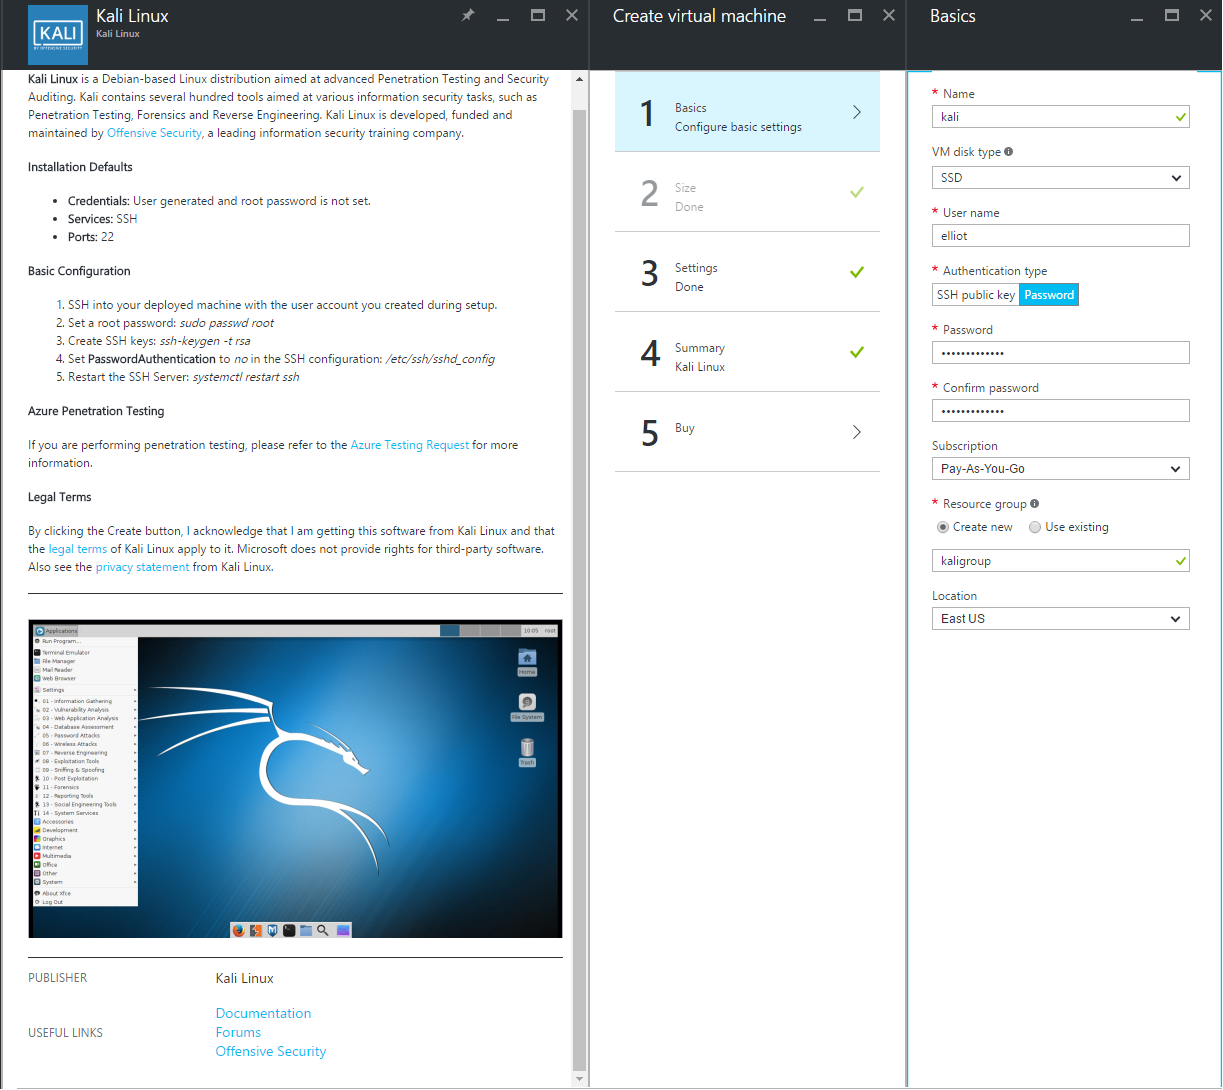 KALI
BY OFFENSIVE SECURITY
Kali Linux
Kali Linux
Kali Linux is a Debian-based Linux distribution aimed at advanced Penetration Testing and Security
Auditing. Kali contains several hundred tools aimed at various information security tasks, such as
Penetration Testing, Forensics and Reverse Engineering. Kali Linux is developed, funded and
maintained by Offensive Security, a leading information security training company.
Installation Defaults
• Credentials: User generated and root password is not set.
• Services: SSH
• Ports: 22
Basic Configuration
1. SSH into your deployed machine with the user account you created during setup.
2. Set a root password: sudo passwd root
3. Create SSH keys: ssh-keygen -t rsa
4. Set PasswordAuthentication to no in the SSH configuration: /etc/ssh/sshd_config
5. Restart the SSH Server: systemctl restart ssh
Azure Penetration Testing
If you are performing penetration testing, please refer to the Azure Testing Request for more
information.
Legal Terms
By clicking the Create button, I acknowledge that I am getting this software from Kali Linux and that
the legal terms of Kali Linux apply to it. Microsoft does not provide rights for third-party software.
Also see the privacy statement from Kali Linux.
Applications
10:05 root
Run Program...
Terminal Emulator
File Manager
Mail Reader
Web Browser
Settings
01 - Information Gathering
02 - Vulnerability Analysis
03 - Web Application Analysis
04 - Database Assessment
05 - Password Attacks
06 - Wireless Attacks
07 - Reverse Engineering
08 - Exploitation Tools
09 - Sniffing & Spoofing
10 - Post Exploitation
11 - Forensics
12 - Reporting Tools
13 - Social Engineering Tools
14 - System Services
Accessories
Development
Graphics
Internet
Multimedia
Office
Other
System
About Xfce
Log Out
Home
File System
Trash
PUBLISHER
Kali Linux
USEFUL LINKS
Documentation
Forums
Offensive Security
Create virtual machine
1
Basics
Configure basic settings
2
Size
Done
3
Settings
Done
4
Summary
Kali Linux
5
Buy
Basics
* Name
kali
VM disk type
SSD
* User name
elliot
* Authentication type
SSH public key Password
* Password
•••••••••••••
* Confirm password
•••••••••••••
Subscription
Pay-As-You-Go
* Resource group
Create new Use existing
kaligroup
Location
East US